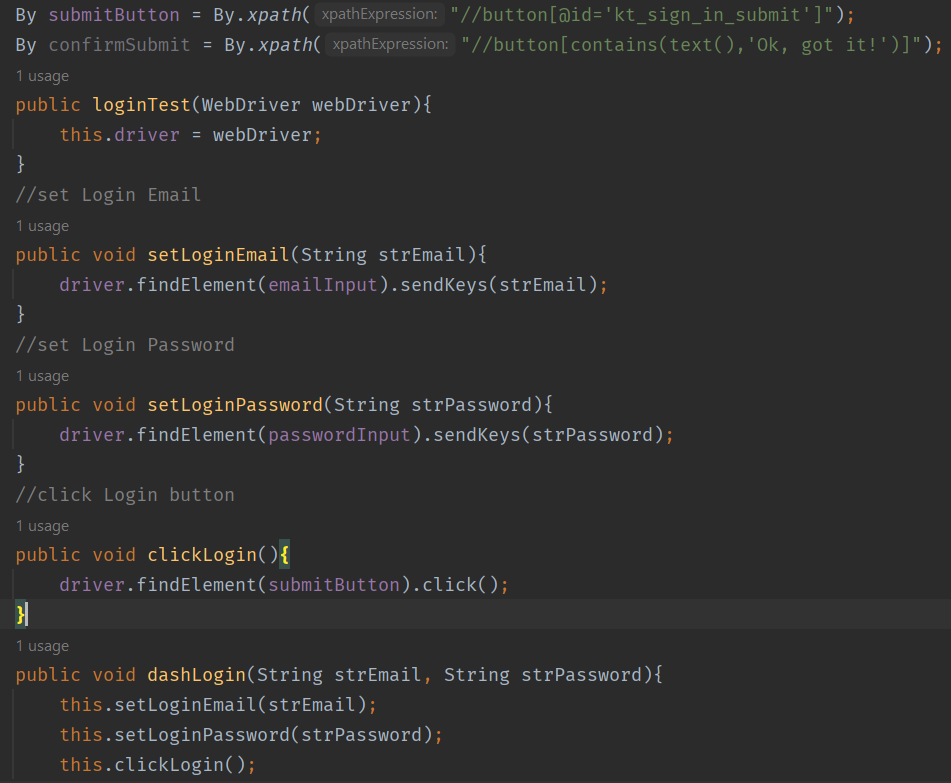 By submitButton = By.xpath( xpathExpression: "//button[@id='kt_sign_in_submit']");
By confirmSubmit = By.xpath( xpathExpression: "//button[contains(text(),'Ok, got it!')]");
1 usage
public loginTest(WebDriver webDriver){
    this.driver = webDriver;
}
//set Login Email
1 usage
public void setLoginEmail(String strEmail){
    driver.findElement(emailInput).sendKeys(strEmail);
}
//set Login Password
1 usage
public void setLoginPassword(String strPassword){
    driver.findElement(passwordInput).sendKeys(strPassword);
}
//click Login button
1 usage
public void clickLogin(){
    driver.findElement(submitButton).click();
}
1 usage
public void dashLogin(String strEmail, String strPassword){
    this.setLoginEmail(strEmail);
    this.setLoginPassword(strPassword);
    this.clickLogin();